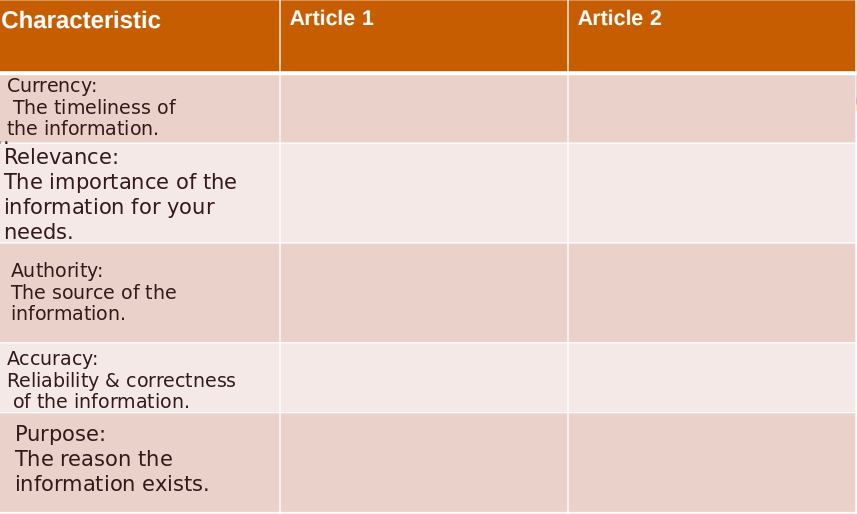 Characteristic
Article 1
Article 2
Currency:
The timeliness of
the information.
Relevance:
The importance of the
information for your
needs.
Authority:
The source of the
information.
Accuracy:
Reliability & correctness
of the information.
Purpose:
The reason the
information exists.